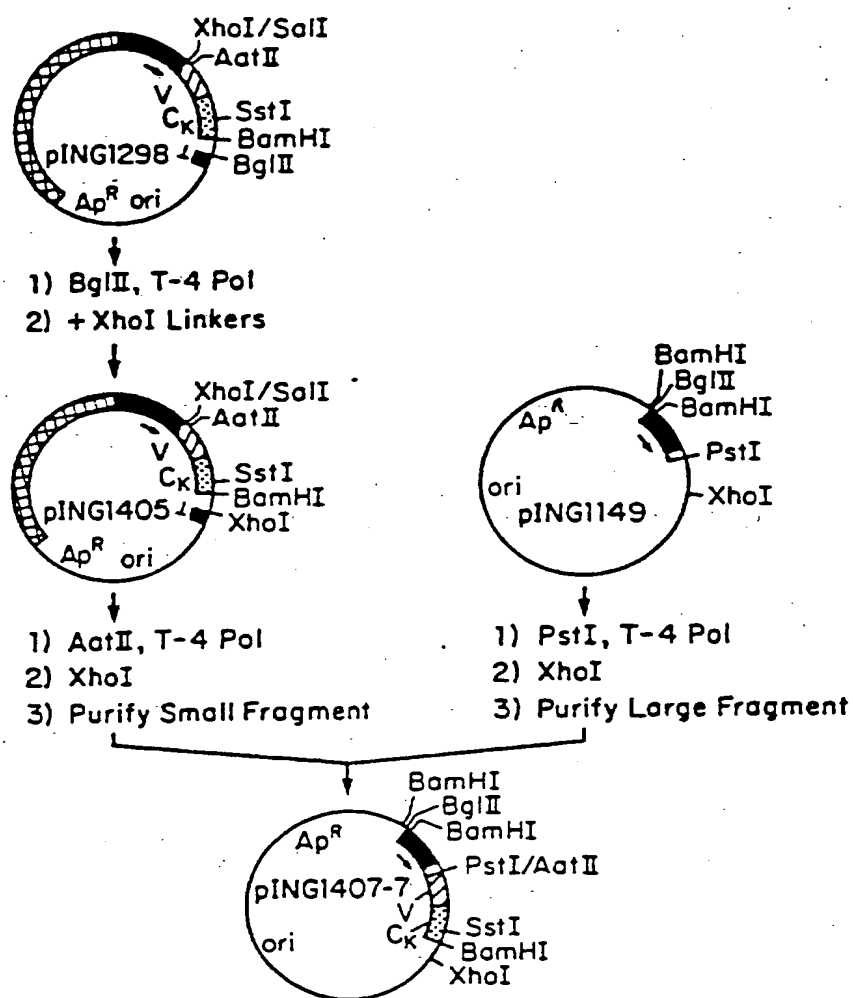 XhoI/SalI
AatII
V
CK
SstI
BamHI
pING1298
BglII
ApR ori
1) BglII, T-4 Pol
2) + XhoI Linkers
XhoI/SalI
AatII
V
CK
SstI
BamHI
pING1405
XhoI
ApR ori
BamHI
BglII
BamHI
ApR
PstI
ori
XhoI
pING1149
1) AatII, T-4 Pol
2) XhoI
3) Purify Small Fragment
1) PstI, T-4 Pol
2) XhoI
3) Purify Large Fragment
BamHI
BglII
BamHI
ApR
PstI/AatII
pING1407-7
V
CK
SstI
ori
BamHI
XhoI